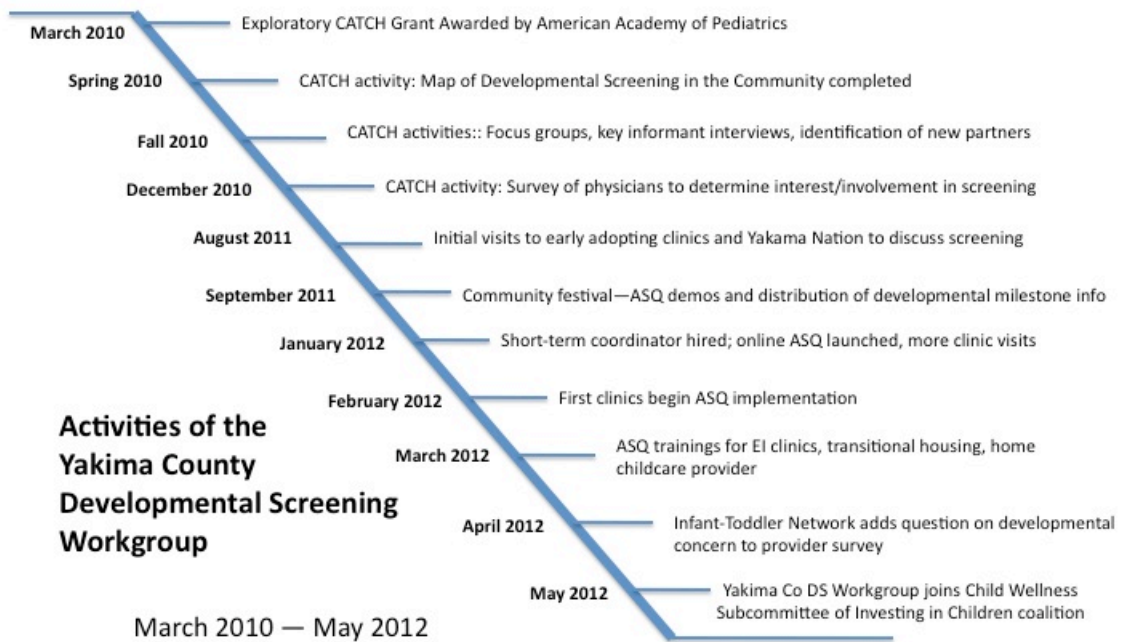 March 2010
Exploratory CATCH Grant Awarded by American Academy of Pediatrics
Spring 2010
CATCH activity: Map of Developmental Screening in the Community completed
Fall 2010
CATCH activities:: Focus groups, key informant interviews, identification of new partners
December 2010
CATCH activity: Survey of physicians to determine interest/involvement in screening
August 2011
Initial visits to early adopting clinics and Yakama Nation to discuss screening
September 2011
Community festival—ASQ demos and distribution of developmental milestone info
January 2012
Short-term coordinator hired; online ASQ launched, more clinic visits
February 2012
First clinics begin ASQ implementation
March 2012
ASQ trainings for EI clinics, transitional housing, home
childcare provider
April 2012
Infant-Toddler Network adds question on developmental
concern to provider survey
May 2012
Yakima Co DS Workgroup joins Child Wellness
Subcommittee of Investing in Children coalition
Activities of the
Yakima County
Developmental Screening
Workgroup
March 2010 — May 2012